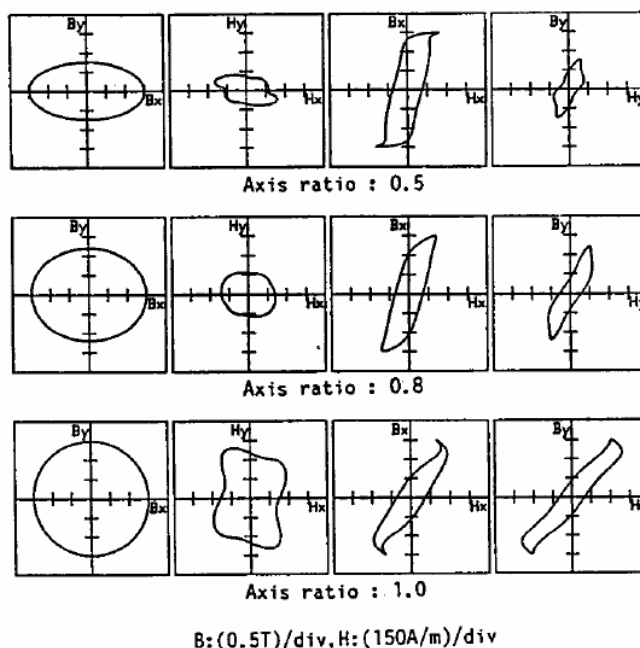 By Hy Bx By
Bx Hx Hx Hy
Axis ratio : 0.5
By Hy Bx By
Bx Hx Hx Hy
Axis ratio : 0.8
By Hy Bx By
Bx Hx Hx
Axis ratio : 1.0
B:(0.5T)/div,H:(150A/m)/div